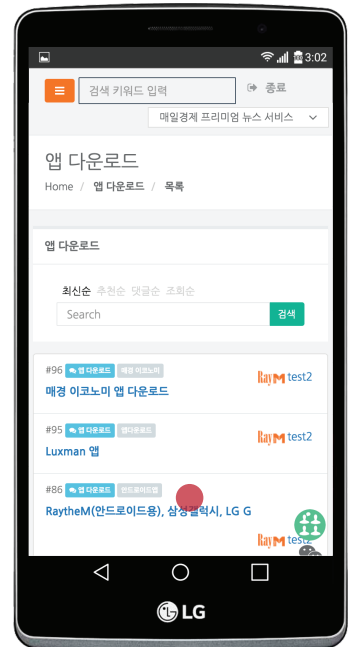 3:02
검색 키워드 입력
종료
매일경제 프리미엄 뉴스 서비스
앱 다운로드
Home / 앱 다운로드 / 목록
앱 다운로드
최신순 추천순 댓글순 조회순
Search 검색
#96 앱 다운로드 매경 이코노미
매경 이코노미 앱 다운로드
RayM test2
#95 앱 다운로드 앱다운로드
Luxman 앱
RayM test2
#86 앱 다운로드 안드로이드앱
RaytheM(안드로이드용), 삼성갤럭시, LG G
RayM test2
LG